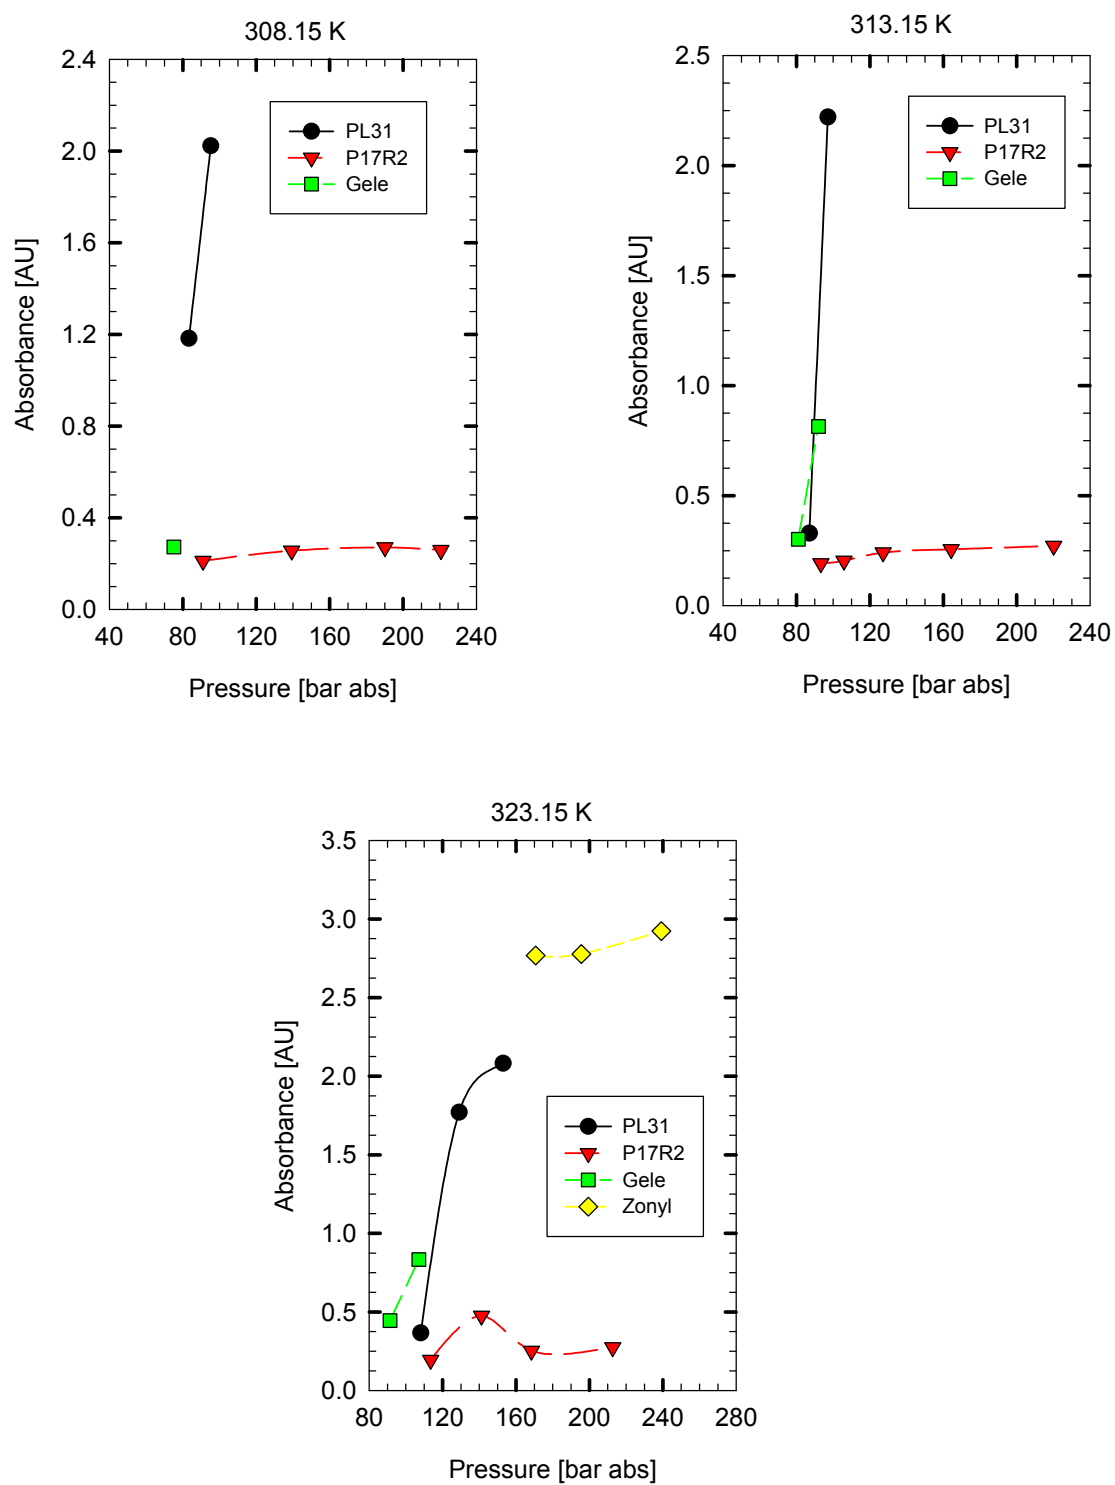 308.15 K
2.4
2.0
1.6
1.2
0.8
0.4
0.0
40 80 120 160 200 240
Absorbance [AU]
Pressure [bar abs]
PL31
P17R2
Gele
313.15 K
2.5
2.0
1.5
1.0
0.5
0.0
40 80 120 160 200 240
Absorbance [AU]
Pressure [bar abs]
PL31
P17R2
Gele
323.15 K
3.5
3.0
2.5
2.0
1.5
1.0
0.5
0.0
80 120 160 200 240 280
Absorbance [AU]
Pressure [bar abs]
PL31
P17R2
Gele
Zonyl